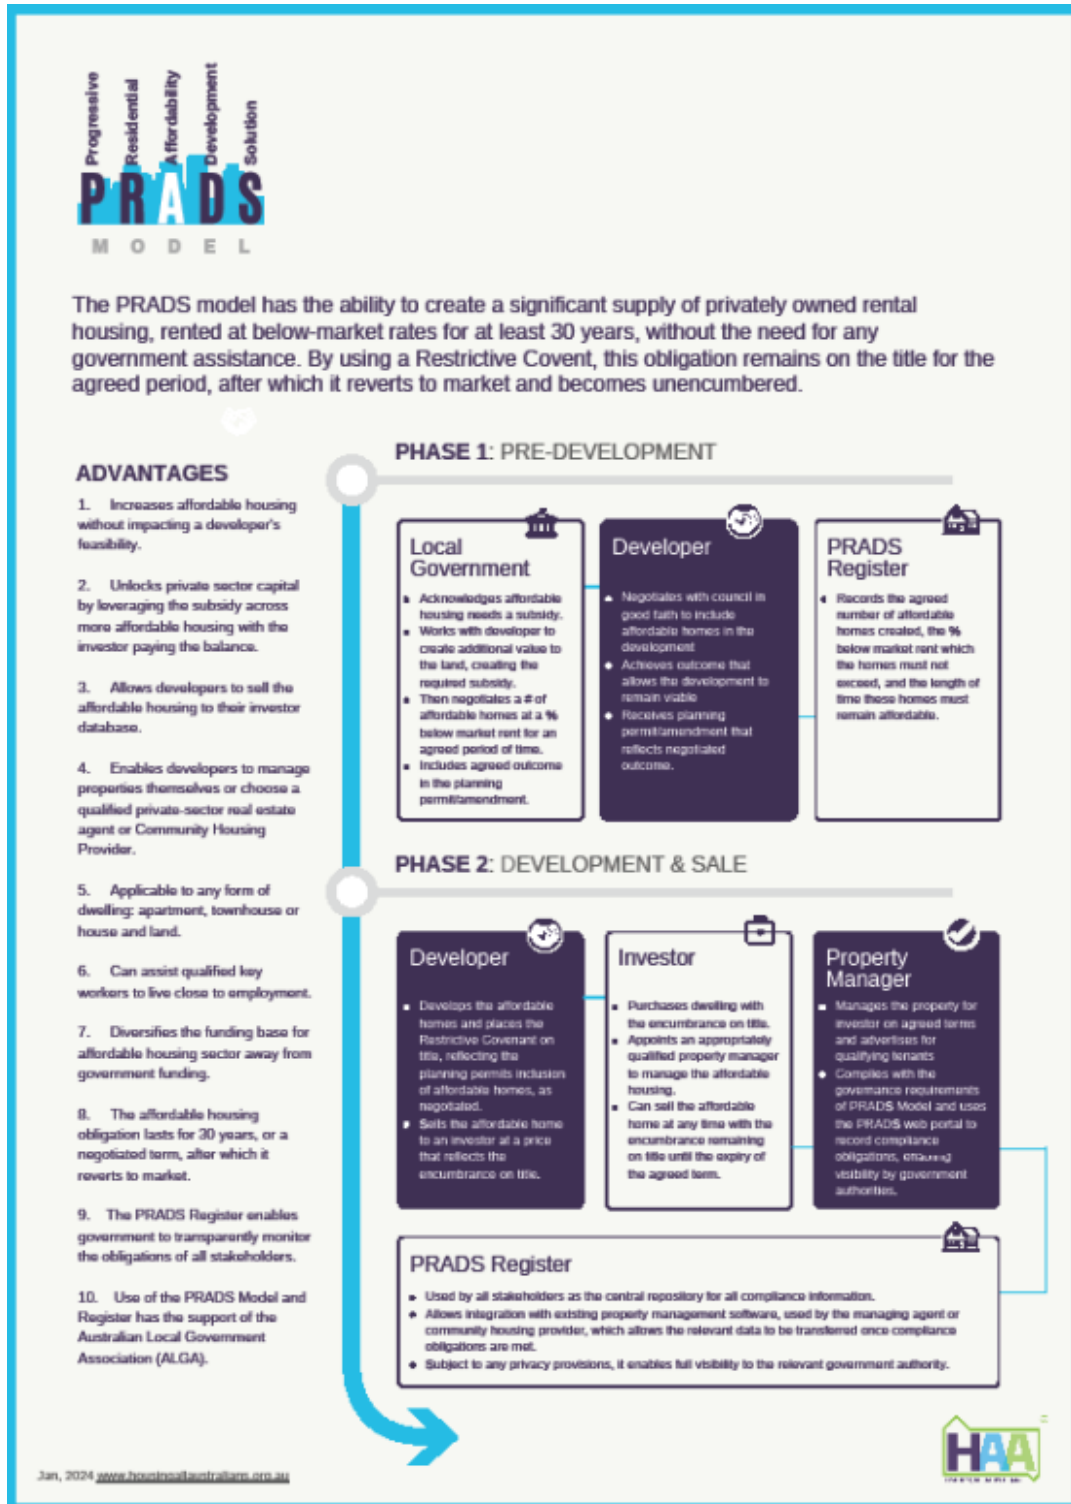 Progressive
Residential
Affordability
Development
Solution
PRADS
MODEL
The PRADS model has the ability to create a significant supply of privately owned rental
housing, rented at below-market rates for at least 30 years, without the need for any
government assistance. By using a Restrictive Covent, this obligation remains on the title for the
agreed period, after which it reverts to market and becomes unencumbered.
ADVANTAGES
1. Increases affordable housing
without impacting a developer's
feasibility.
2. Unlocks private sector capital
by leveraging the subsidy across
more affordable housing with the
investor paying the balance.
3. Allows developers to sell the
affordable housing to their investor
database.
4. Enables developers to manage
properties themselves or choose a
qualified private-sector real estate
agent or Community Housing
Provider.
5. Applicable to any form of
dwelling: apartment, townhouse or
house and land.
6. Can assist qualified key
workers to live close to employment.
7. Diversifies the funding base for
affordable housing sector away from
government funding.
8. The affordable housing
obligation lasts for 30 years, or a
negotiated term, after which it
reverts to market.
9. The PRADS Register enables
government to transparently monitor
the obligations of all stakeholders.
10. Use of the PRADS Model and
Register has the support of the
Australian Local Government
Association (ALGA).
PHASE 1: PRE-DEVELOPMENT
Local
Government
• Acknowledges affordable
housing needs a subsidy.
• Works with developer to
create additional value to
the land, creating the
required subsidy.
• Then negotiates a # of
affordable homes at a %
below market rent for an
agreed period of time.
• Includes agreed outcome
in the planning
permit/amendment.
Developer
• Negotiates with council in
good faith to include
affordable homes in the
development
• Achieves outcome that
allows the development to
remain viable
• Receives planning
permit/amendment that
reflects negotiated
outcome.
PRADS
Register
• Records the agreed
number of affordable
homes created, the %
below market rent which
the homes must not
exceed, and the length of
time these homes must
remain affordable.
PHASE 2: DEVELOPMENT & SALE
Developer
• Develops the affordable
homes and places the
Restrictive Covenant on
title, reflecting the
planning permits inclusion
of affordable homes, as
negotiated.
• Sells the affordable home
to an investor at a price
that reflects the
encumbrance on title.
Investor
• Purchases dwelling with
the encumbrance on title.
• Appoints an appropriately
qualified property manager
to manage the affordable
housing.
• Can sell the affordable
home at any time with the
encumbrance remaining
on title until the expiry of
the agreed term.
Property
Manager
• Manages the property for
investor on agreed terms
and advertises for
qualifying tenants
• Complies with the
governance requirements
of PRADS Model and uses
the PRADS web portal to
record compliance
obligations, ensuring
visibility by government
authorities.
PRADS Register
• Used by all stakeholders as the central repository for all compliance information.
• Allows integration with existing property management software, used by the managing agent or
community housing provider, which allows the relevant data to be transferred once compliance
obligations are met.
• Subject to any privacy provisions, it enables full visibility to the relevant government authority.
Jan, 2024 www.housingallaustralians.org.au
HAA